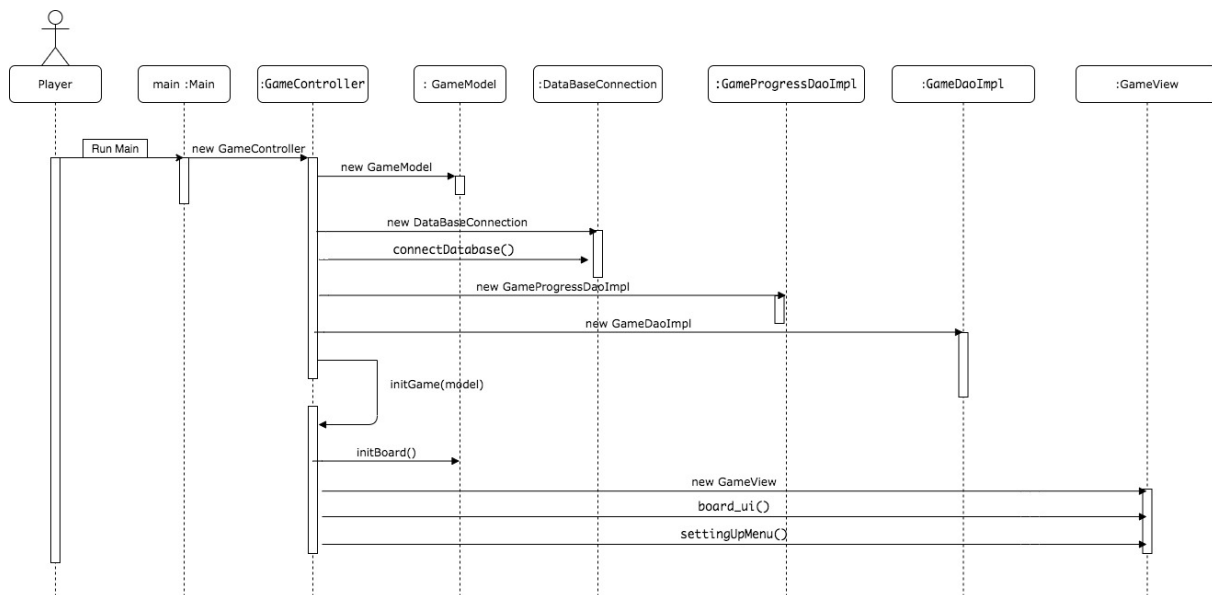 Player
main :Main
:GameController
: GameModel
:DataBaseConnection
:GameProgressDaoImpl
:GameDaoImpl
:GameView
Run Main
new GameController
new GameModel
new DataBaseConnection
connectDatabase()
new GameProgressDaoImpl
new GameDaoImpl
initGame(model)
initBoard()
new GameView
board_ui()
settingUpMenu()